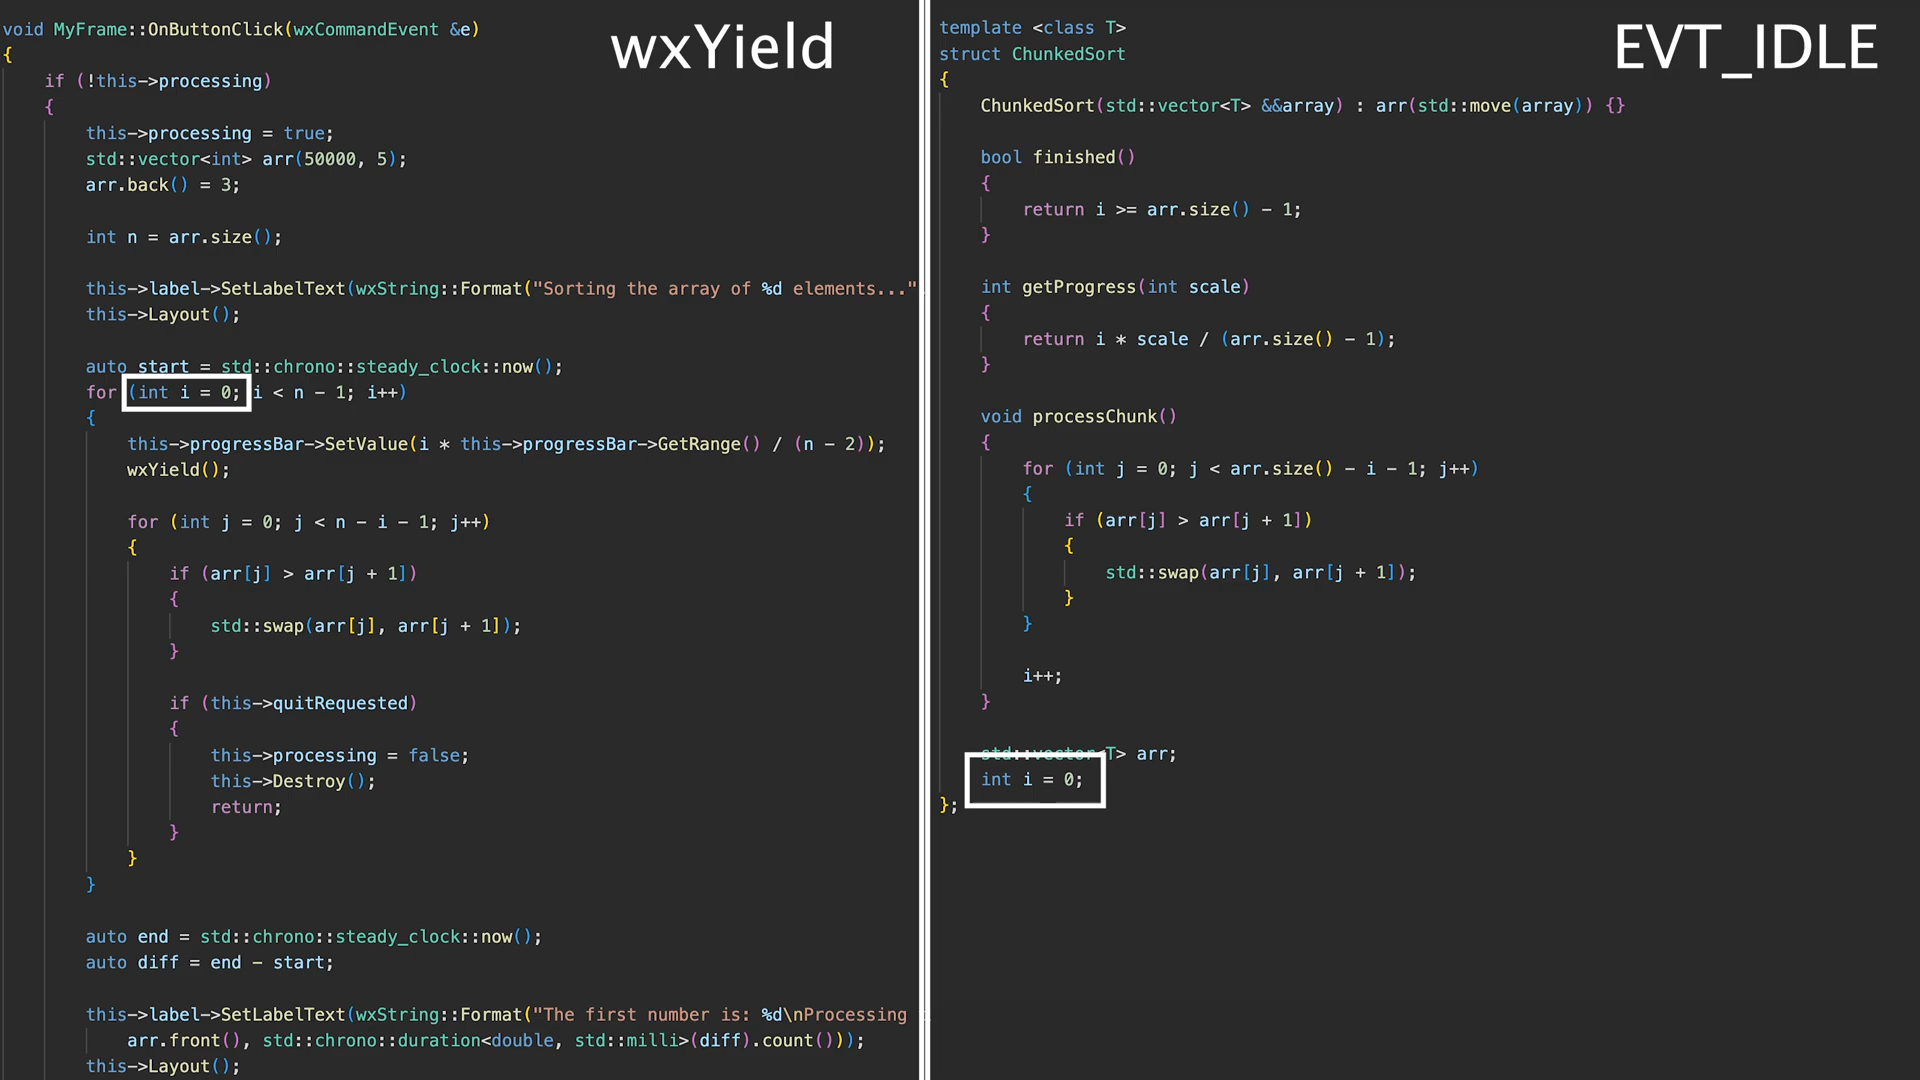 wxYield
void MyFrame::OnButtonClick(wxCommandEvent &e)
{
    if (!this->processing)
    {
        this->processing = true;
        std::vector<int> arr(50000, 5);
        arr.back() = 3;

        int n = arr.size();

        this->label->SetLabelText(wxString::Format("Sorting the array of %d elements..."
        this->Layout();

        auto start = std::chrono::steady_clock::now();
        for (int i = 0; i < n - 1; i++)
        {
            this->progressBar->SetValue(i * this->progressBar->GetRange() / (n - 2));
            wxYield();

            for (int j = 0; j < n - i - 1; j++)
            {
                if (arr[j] > arr[j + 1])
                {
                    std::swap(arr[j], arr[j + 1]);
                }

                if (this->quitRequested)
                {
                    this->processing = false;
                    this->Destroy();
                    return;
                }
            }
        }

        auto end = std::chrono::steady_clock::now();
        auto diff = end - start;

        this->label->SetLabelText(wxString::Format("The first number is: %d\nProcessing
            arr.front(), std::chrono::duration<double, std::milli>(diff).count()));
        this->Layout();
EVT_IDLE
template <class T>
struct ChunkedSort
{
    ChunkedSort(std::vector<T> &&array) : arr(std::move(array)) {}

    bool finished()
    {
        return i >= arr.size() - 1;
    }

    int getProgress(int scale)
    {
        return i * scale / (arr.size() - 1);
    }

    void processChunk()
    {
        for (int j = 0; j < arr.size() - i - 1; j++)
        {
            if (arr[j] > arr[j + 1])
            {
                std::swap(arr[j], arr[j + 1]);
            }
        }

        i++;
    }

    std::vector<T> arr;
    int i = 0;
};